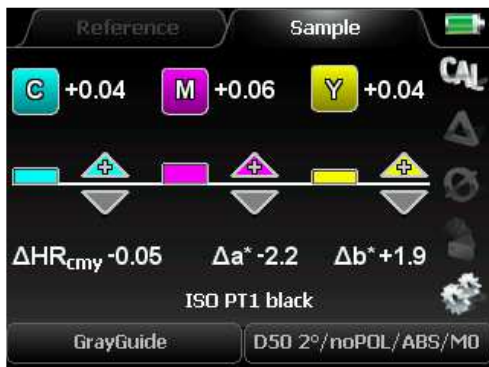 Reference Sample
C +0.04 M +0.06 Y +0.04
CAL
+ + +
ΔHRcmy -0.05 Δa* -2.2 Δb* +1.9
ISO PT1 black
GrayGuide D50 2°/noPOL/ABS/M0